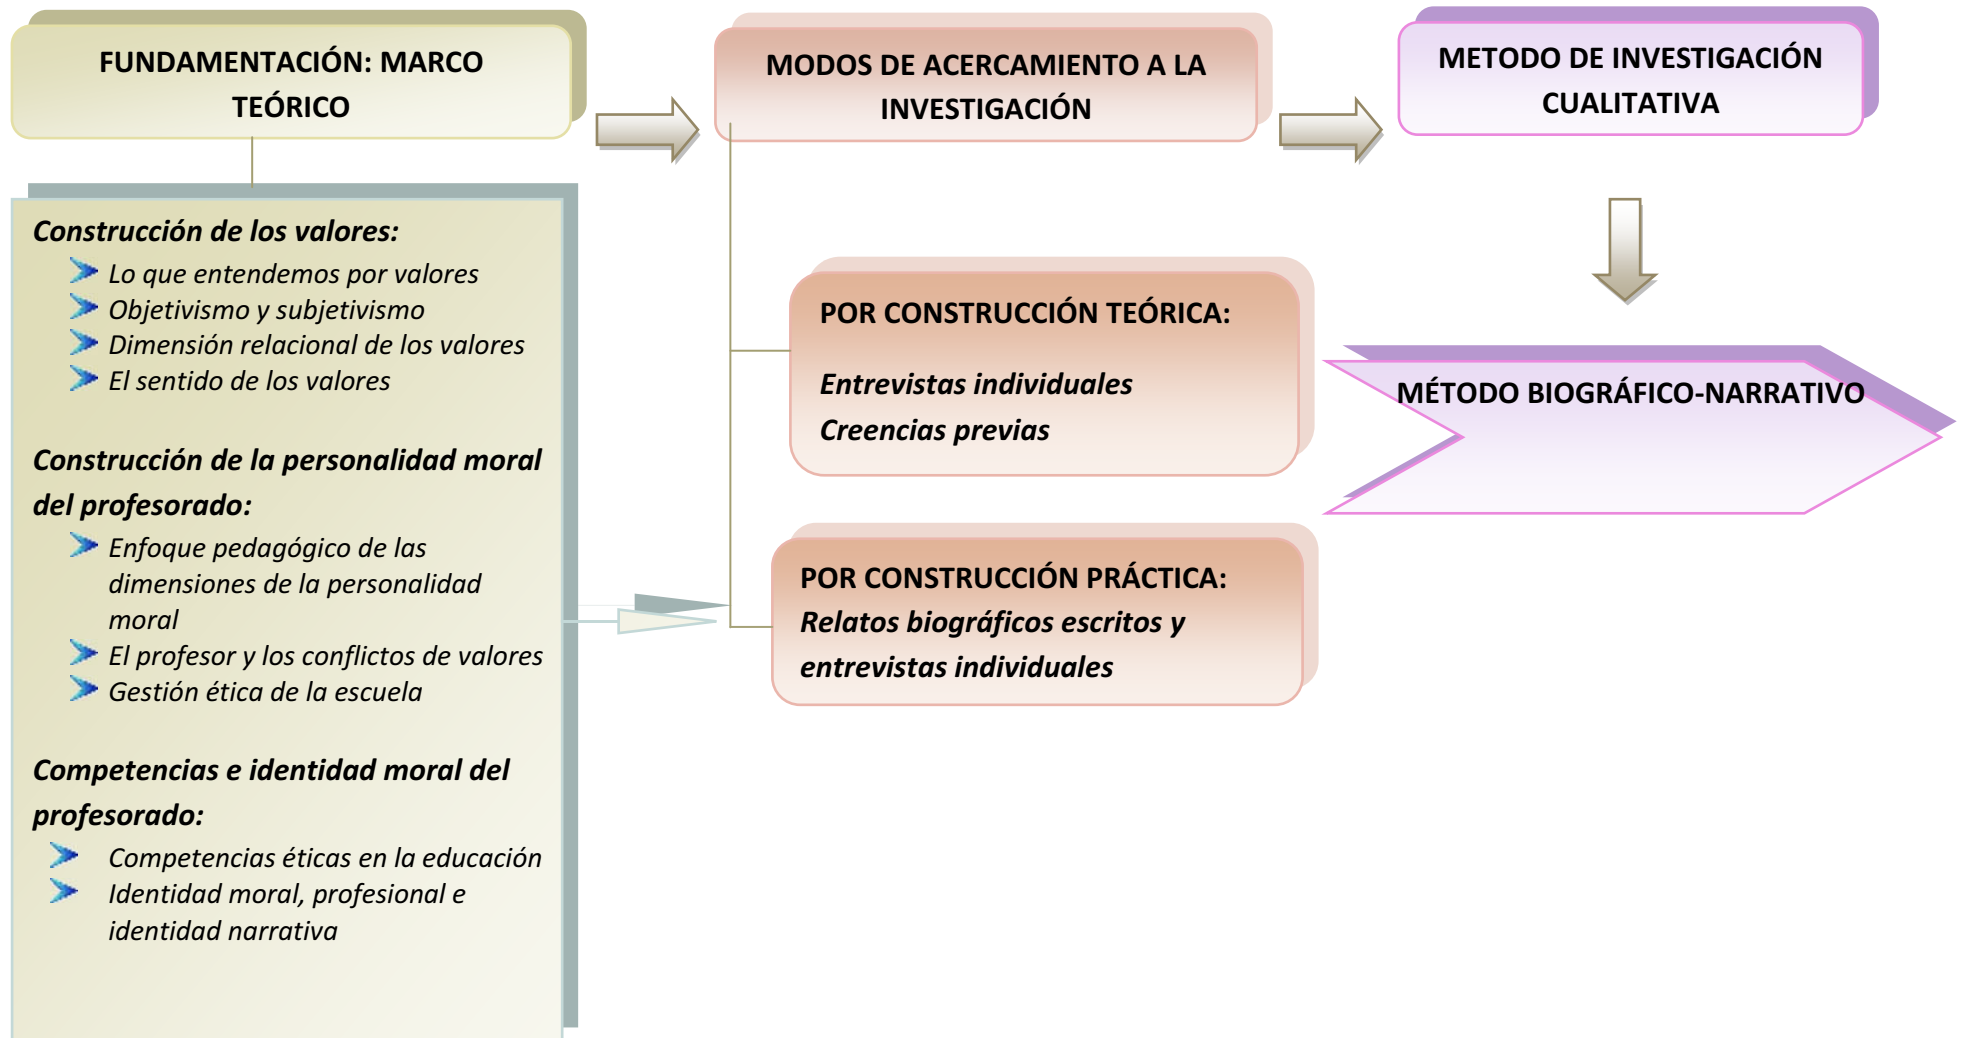 FUNDAMENTACIÓN: MARCO
TEÓRICO
Construcción de los valores:
Lo que entendemos por valores
Objetivismo y subjetivismo
Dimensión relacional de los valores
El sentido de los valores
Construcción de la personalidad moral
del profesorado:
Enfoque pedagógico de las
dimensiones de la personalidad
moral
El profesor y los conflictos de valores
Gestión ética de la escuela
Competencias e identidad moral del
profesorado:
Competencias éticas en la educación
Identidad moral, profesional e
identidad narrativa
MODOS DE ACERCAMIENTO A LA
INVESTIGACIÓN
POR CONSTRUCCIÓN TEÓRICA:
Entrevistas individuales
Creencias previas
POR CONSTRUCCIÓN PRÁCTICA:
Relatos biográficos escritos y
entrevistas individuales
METODO DE INVESTIGACIÓN
CUALITATIVA
MÉTODO BIOGRÁFICO-NARRATIVO